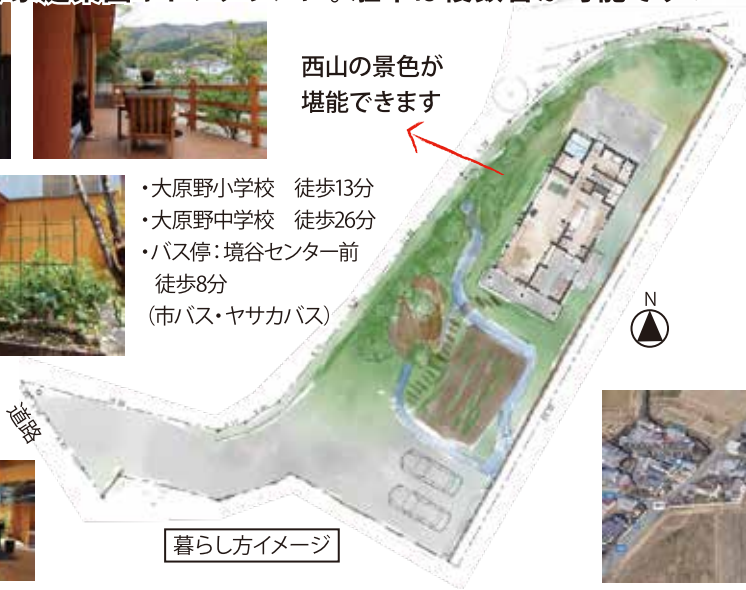 西山の景色が
堪能できます
・大原野小学校　徒歩13分
・大原野中学校　徒歩26分
・バス停：境谷センター前
徒歩8分
（市バス・ヤサカバス）
N
道路
暮らし方イメージ